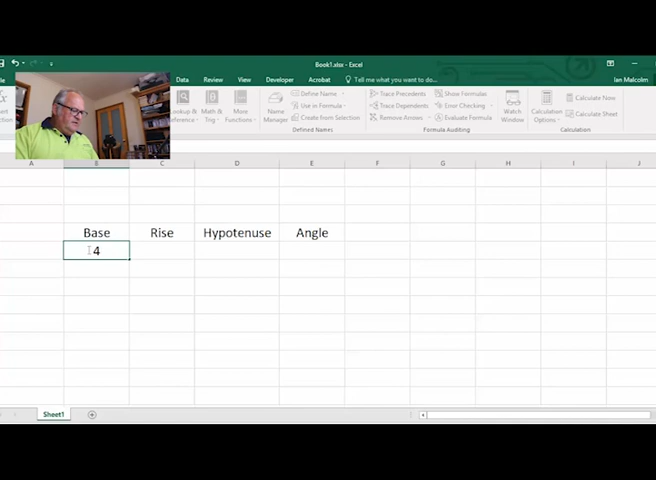 Book1.xlsx - Excel
Ian Malcolm
Data Review View Developer Acrobat Tell me what you want to do...
Lookup & Reference
Math & Trig
More Functions
Name Manager
Define Name
Use in Formula
Create from Selection
Defined Names
Trace Precedents
Trace Dependents
Remove Arrows
Show Formulas
Error Checking
Evaluate Formula
Formula Auditing
Watch Window
Calculation Options
Calculate Now
Calculate Sheet
Calculation
A B C D E F G H I J
Base Rise Hypotenuse Angle
4
Sheet1